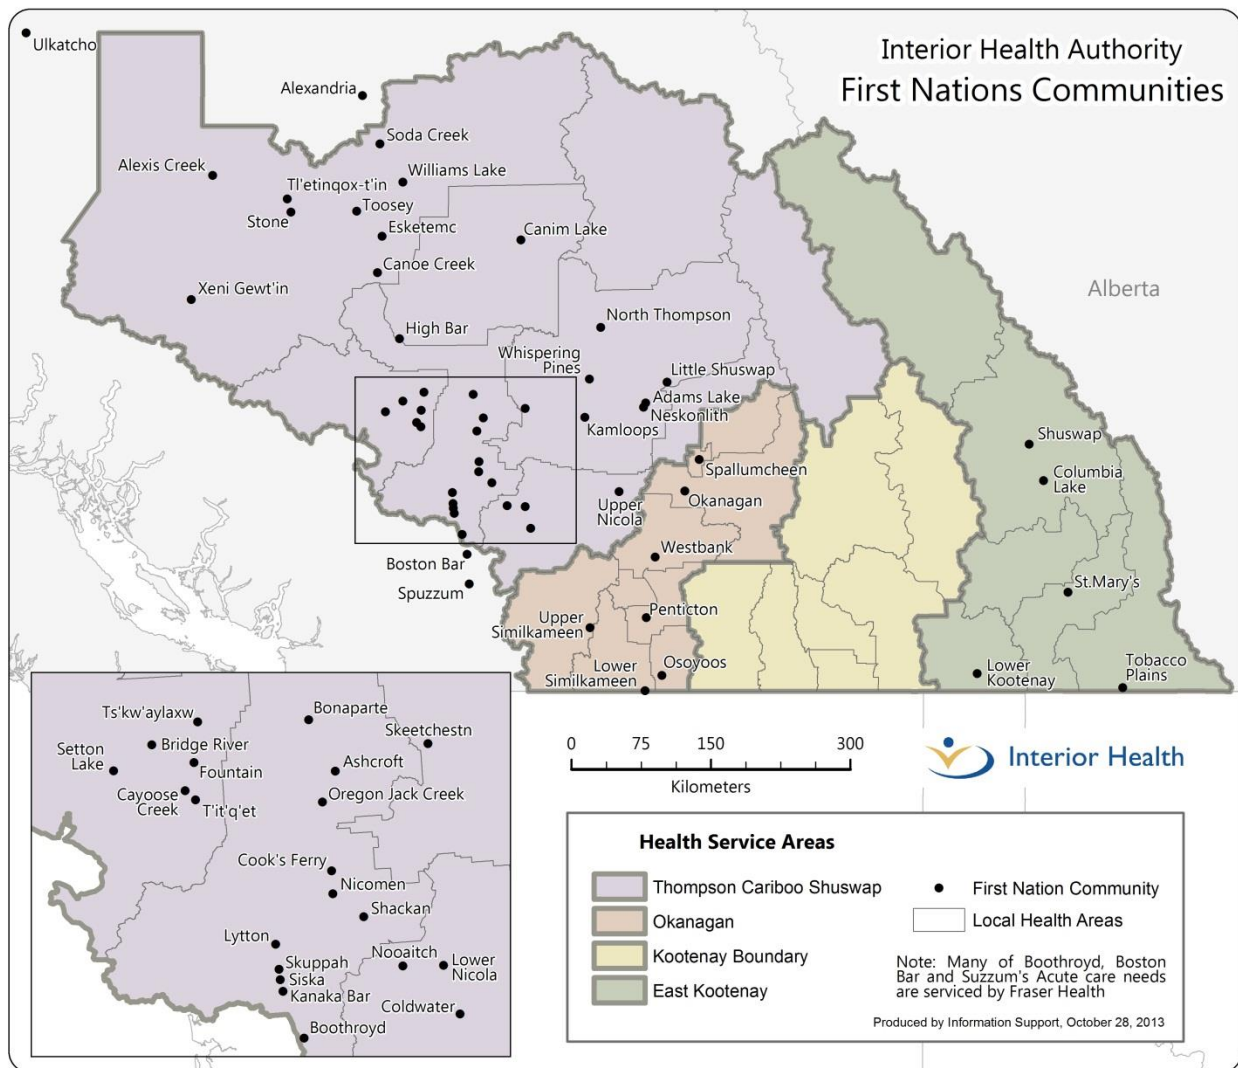 Interior Health Authority
First Nations Communities
Ulkatcho
Alexandria
Soda Creek
Alexis Creek
Williams Lake
Tl'etinqox-t'in
Toosey
Stone
Esketemc
Canim Lake
Canoe Creek
Xeni Gewt'in
Alberta
North Thompson
High Bar
Whispering
Pines
Little Shuswap
Adams Lake
Neskonlith
Kamloops
Shuswap
Spallumcheen
Columbia
Lake
Okanagan
Upper
Nicola
Westbank
Boston Bar
Spuzzum
St.Mary's
Penticton
Upper
Similkameen
Lower
Similkameen
Osoyoos
Lower
Kootenay
Tobacco
Plains
Ts'kw'aylaxw
Bonaparte
Skeetchestn
Setton
Lake
Bridge River
Fountain
Ashcroft
Cayoose
Creek
T'it'q'et
Oregon Jack Creek
Cook's Ferry
Nicomen
Shackan
Lytton
Nooaitch
Lower
Nicola
Skuppah
Siska
Kanaka Bar
Coldwater
Boothroyd
0 75 150 300
Kilometers
Interior Health
Health Service Areas
Thompson Cariboo Shuswap
Okanagan
Kootenay Boundary
East Kootenay
First Nation Community
Local Health Areas
Note: Many of Boothroyd, Boston
Bar and Suzzum's Acute care needs
are serviced by Fraser Health
Produced by Information Support, October 28, 2013